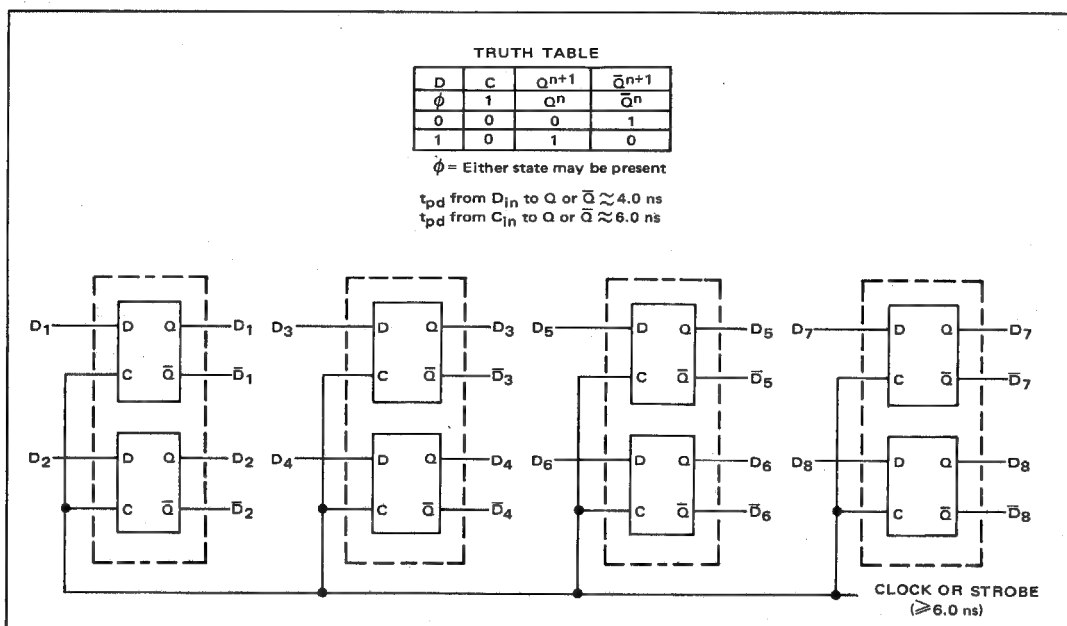 TRUTH TABLE
D C Qn+1 Q̄n+1
ϕ 1 Qn Q̄n
0 0 0 1
1 0 1 0
ϕ = Either state may be present
tpd from Din to Q or Q̄ ≈ 4.0 ns
tpd from Cin to Q or Q̄ ≈ 6.0 ns
D1 D Q D1 D3 D Q D3 D5 D Q D5 D7 D Q D7
C Q̄ D̄1 C Q̄ D̄3 C Q̄ D̄5 C Q̄ D̄7
D2 D Q D2 D4 D Q D4 D6 D Q D6 D8 D Q D8
C Q̄ D̄2 C Q̄ D̄4 C Q̄ D̄6 C Q̄ D̄8
CLOCK OR STROBE
(⩾6.0 ns)